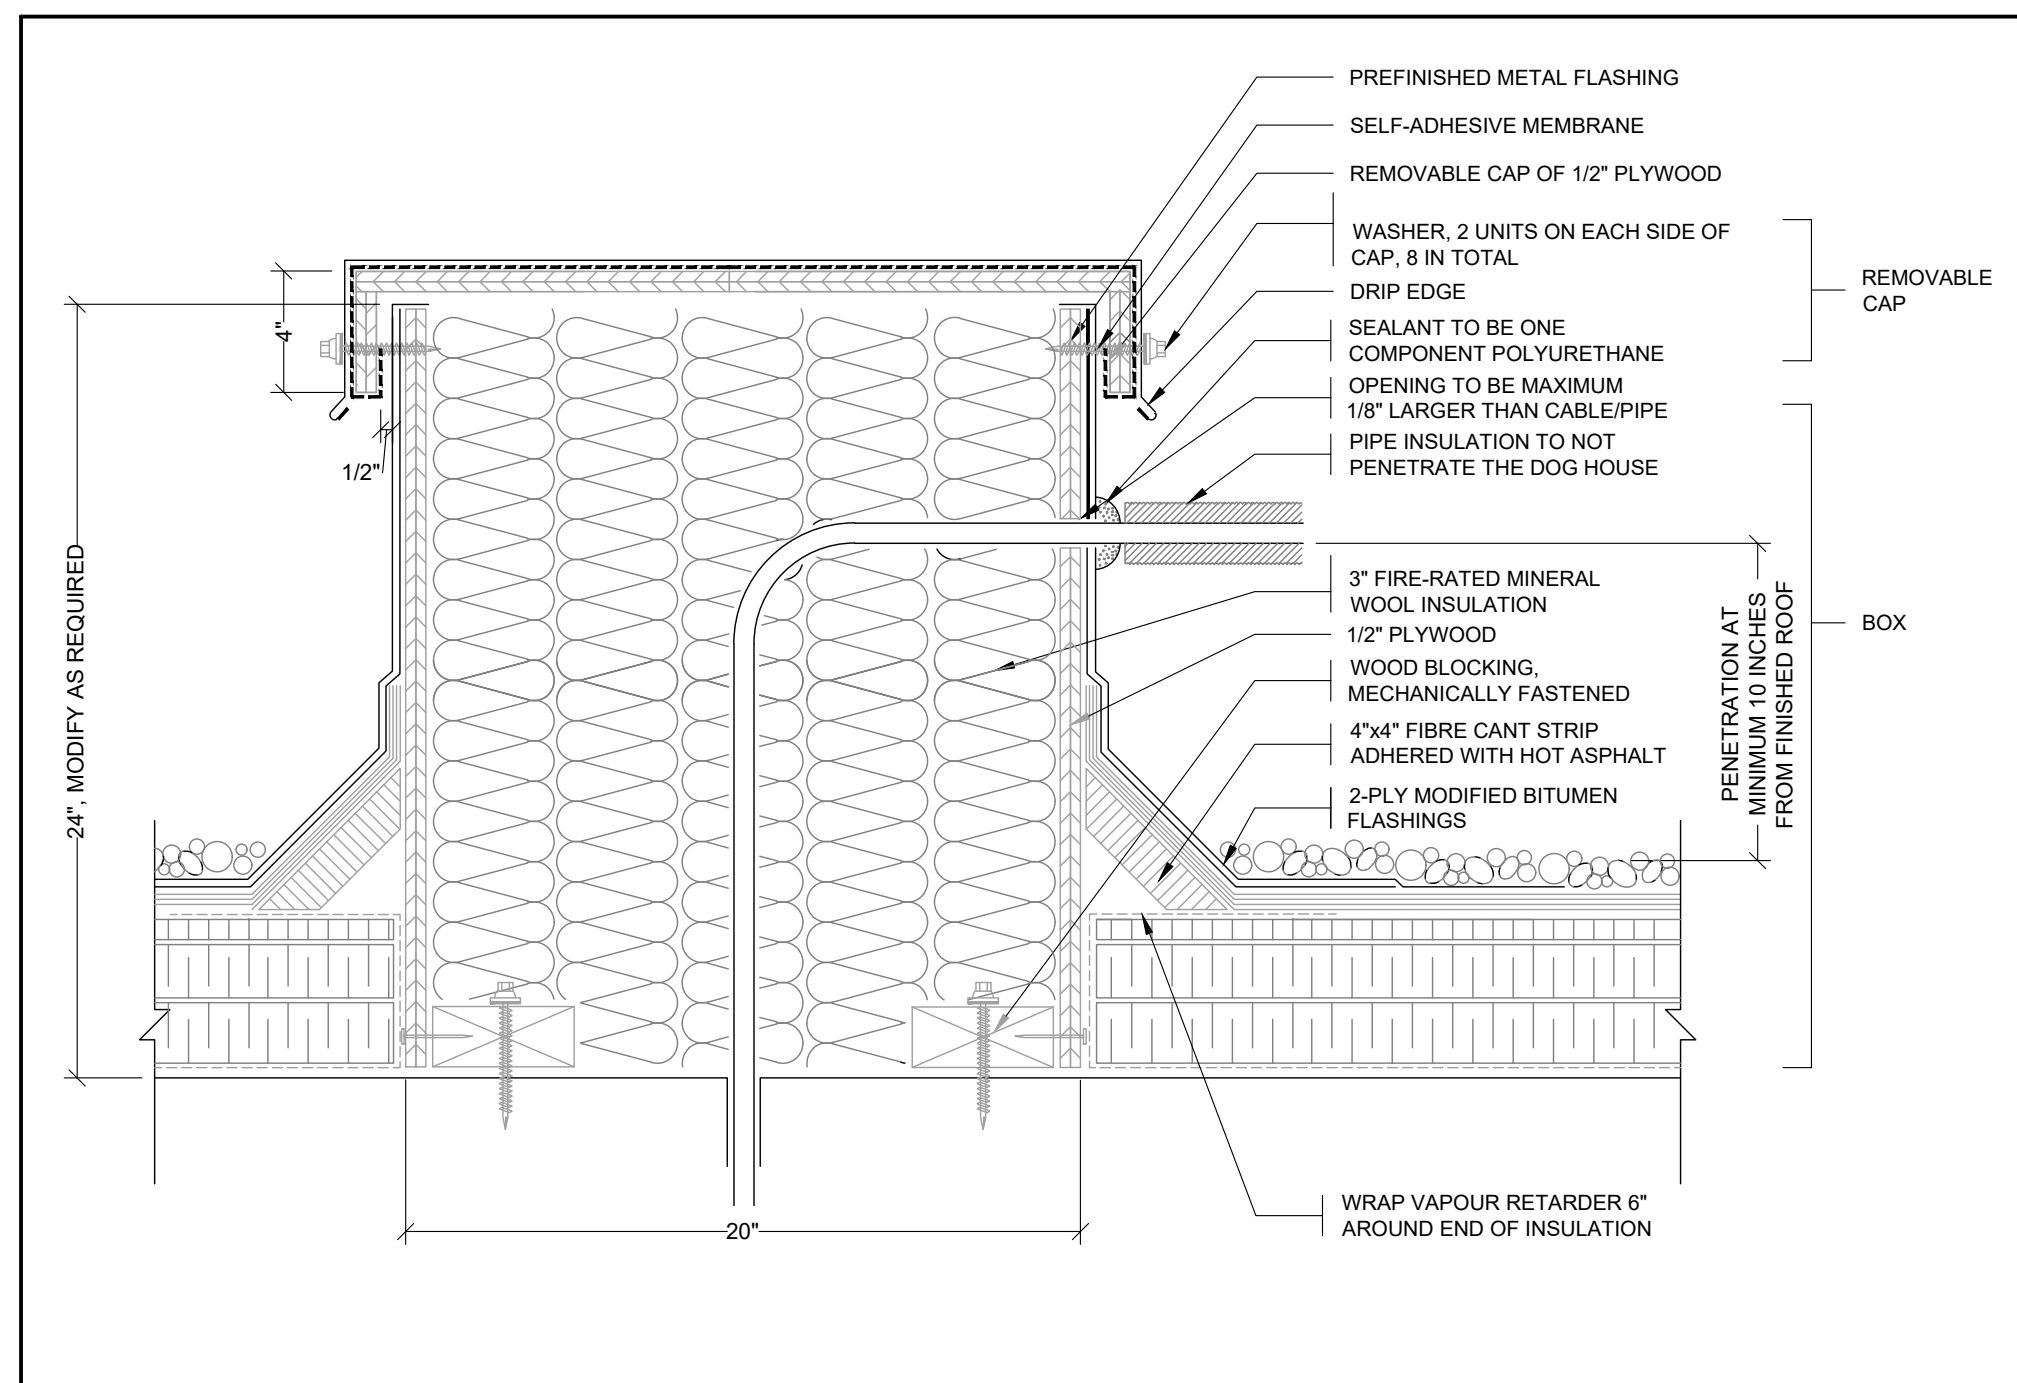 PREFINISHED METAL FLASHING
SELF-ADHESIVE MEMBRANE
REMOVABLE CAP OF 1/2" PLYWOOD
WASHER, 2 UNITS ON EACH SIDE OF
CAP, 8 IN TOTAL
DRIP EDGE
SEALANT TO BE ONE
COMPONENT POLYURETHANE
OPENING TO BE MAXIMUM
1/8" LARGER THAN CABLE/PIPE
PIPE INSULATION TO NOT
PENETRATE THE DOG HOUSE
REMOVABLE
CAP
4"
1/2"
24", MODIFY AS REQUIRED
3" FIRE-RATED MINERAL
WOOL INSULATION
1/2" PLYWOOD
WOOD BLOCKING,
MECHANICALLY FASTENED
4"x4" FIBRE CANT STRIP
ADHERED WITH HOT ASPHALT
2-PLY MODIFIED BITUMEN
FLASHINGS
PENETRATION AT
MINIMUM 10 INCHES
FROM FINISHED ROOF
BOX
WRAP VAPOUR RETARDER 6"
AROUND END OF INSULATION
20"